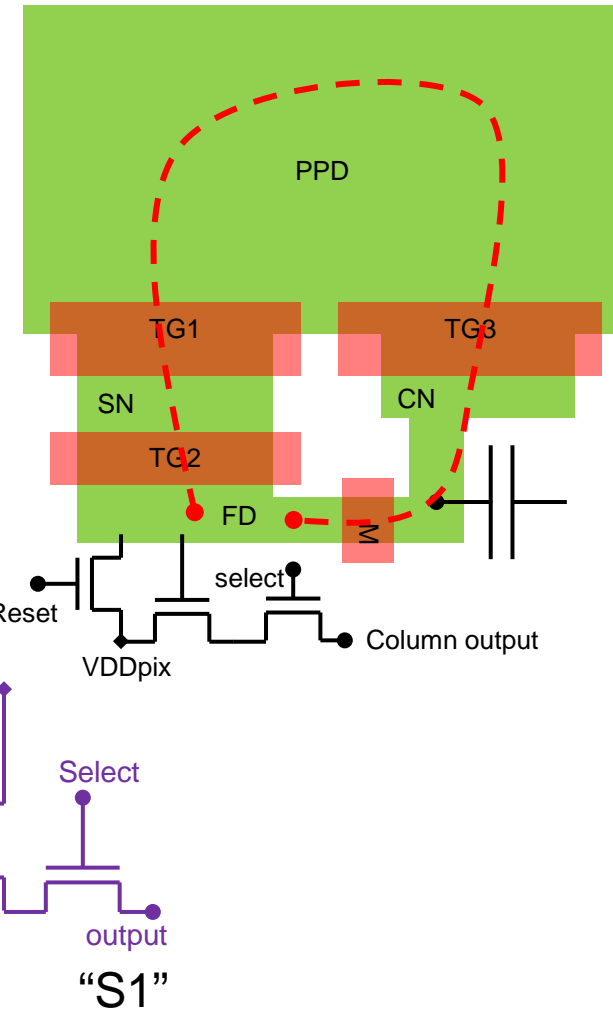 PPD
TG1
TG3
SN
CN
TG2
FD
M
select
Reset
Column output
VDDpix
Select
output
“S1”